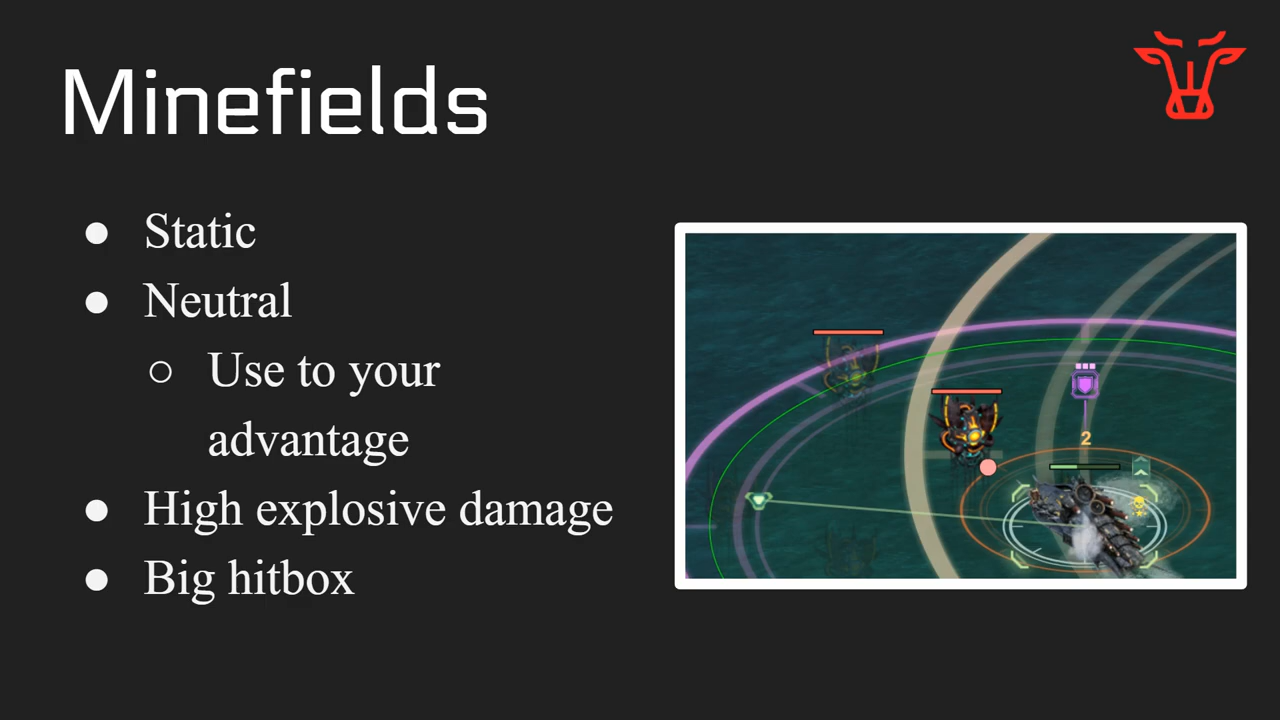 Minefields
● Static
● Neutral
○ Use to your
advantage
● High explosive damage
● Big hitbox
2